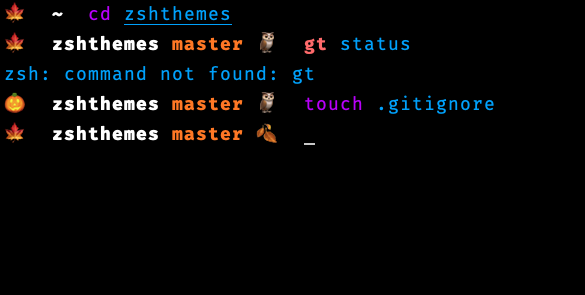 🍁 ~ cd zshthemes
🍁 zshthemes master 🦉 gt status
zsh: command not found: gt
🎃 zshthemes master 🦉 touch .gitignore
🍁 zshthemes master 🍂 _